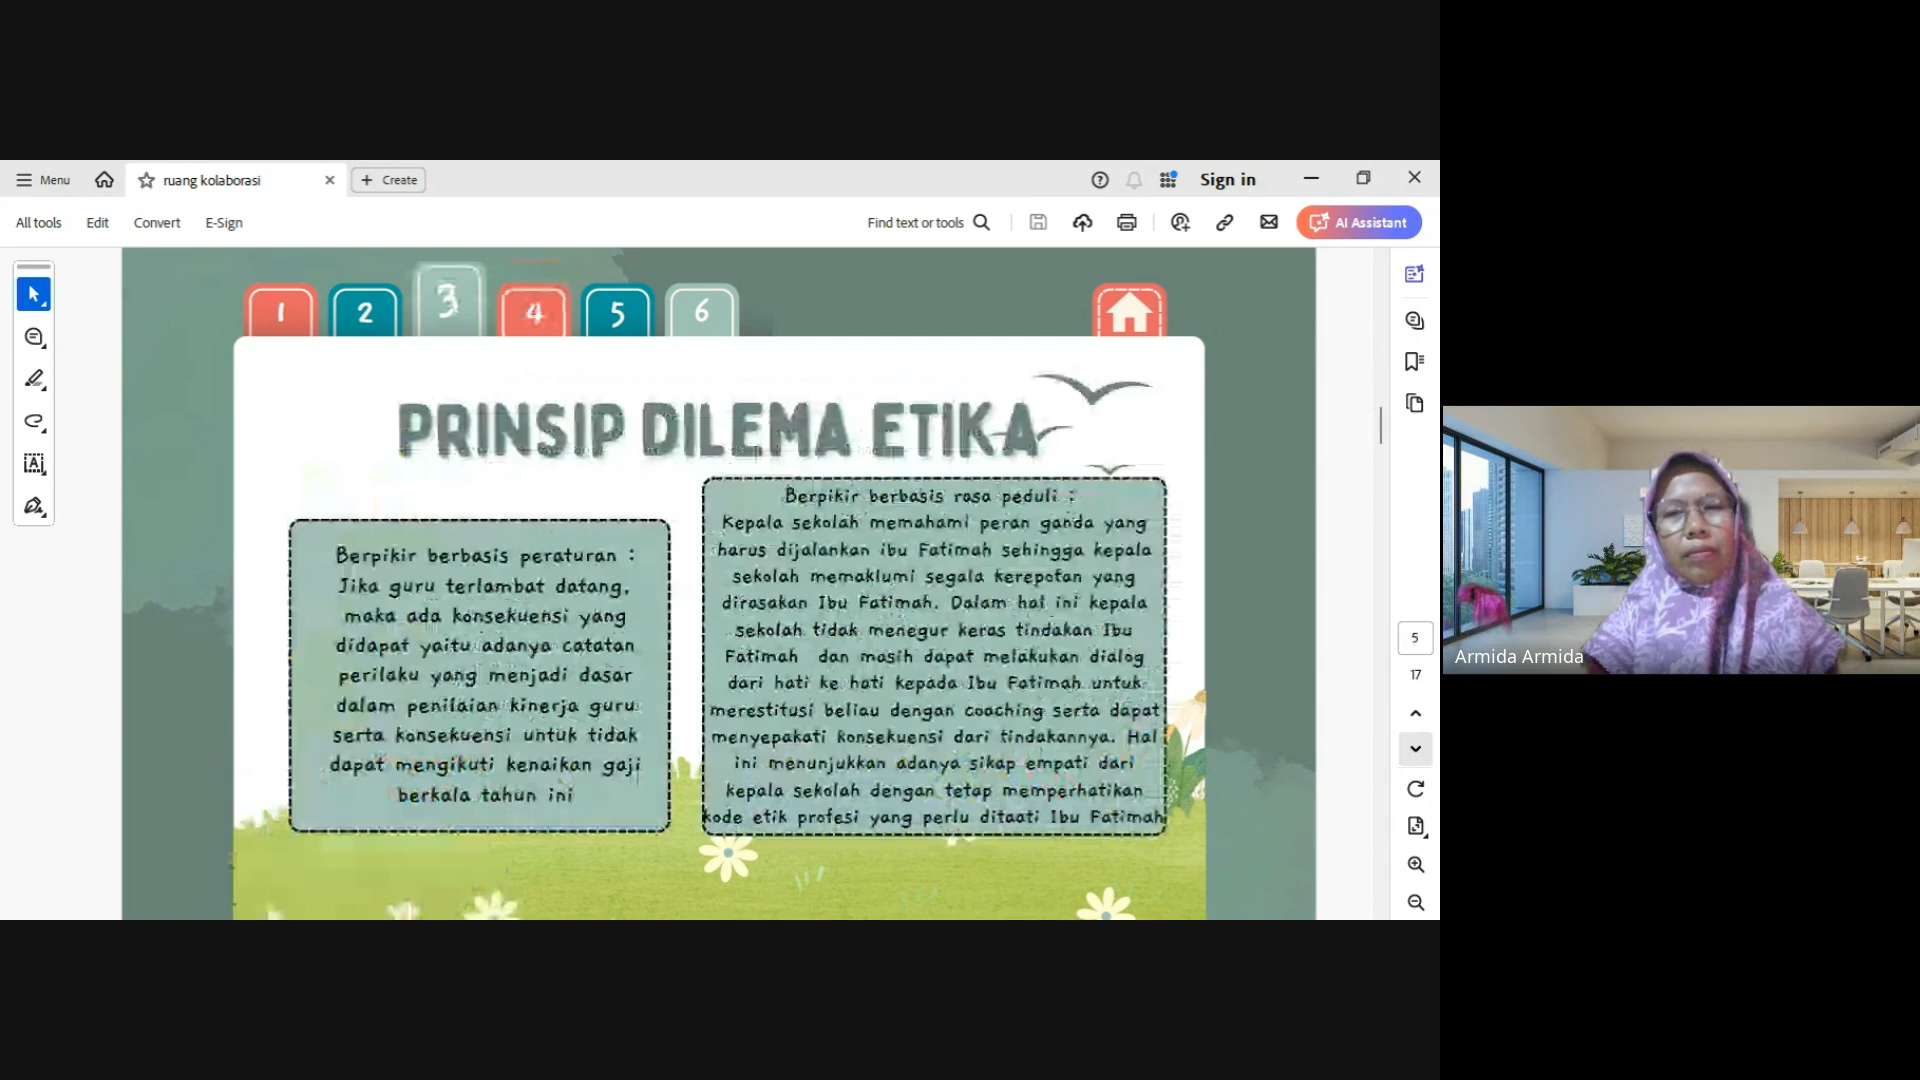 Menu
ruang kolaborasi
Create
Sign in
All tools
Edit
Convert
E-Sign
Find text or tools
AI Assistant
1
2
3
4
5
6
PRINSIP DILEMA ETIKA
Berpikir berbasis peraturan :
Jika guru terlambat datang,
maka ada konsekuensi yang
didapat yaitu adanya catatan
perilaku yang menjadi dasar
dalam penilaian kinerja guru
serta konsekuensi untuk tidak
dapat mengikuti kenaikan gaji
berkala tahun ini
Berpikir berbasis rasa peduli :
Kepala sekolah memahami peran ganda yang
harus dijalankan ibu Fatimah sehingga kepala
sekolah memaklumi segala kerepotan yang
dirasakan Ibu Fatimah. Dalam hal ini kepala
sekolah tidak menegur keras tindakan Ibu
Fatimah dan masih dapat melakukan dialog
dari hati ke hati kepada Ibu Fatimah untuk
merestitusi beliau dengan coaching serta dapat
menyepakati konsekuensi dari tindakannya. Hal
ini menunjukkan adanya sikap empati dari
kepala sekolah dengan tetap memperhatikan
kode etik profesi yang perlu ditaati Ibu Fatimah
5
17
Armida Armida